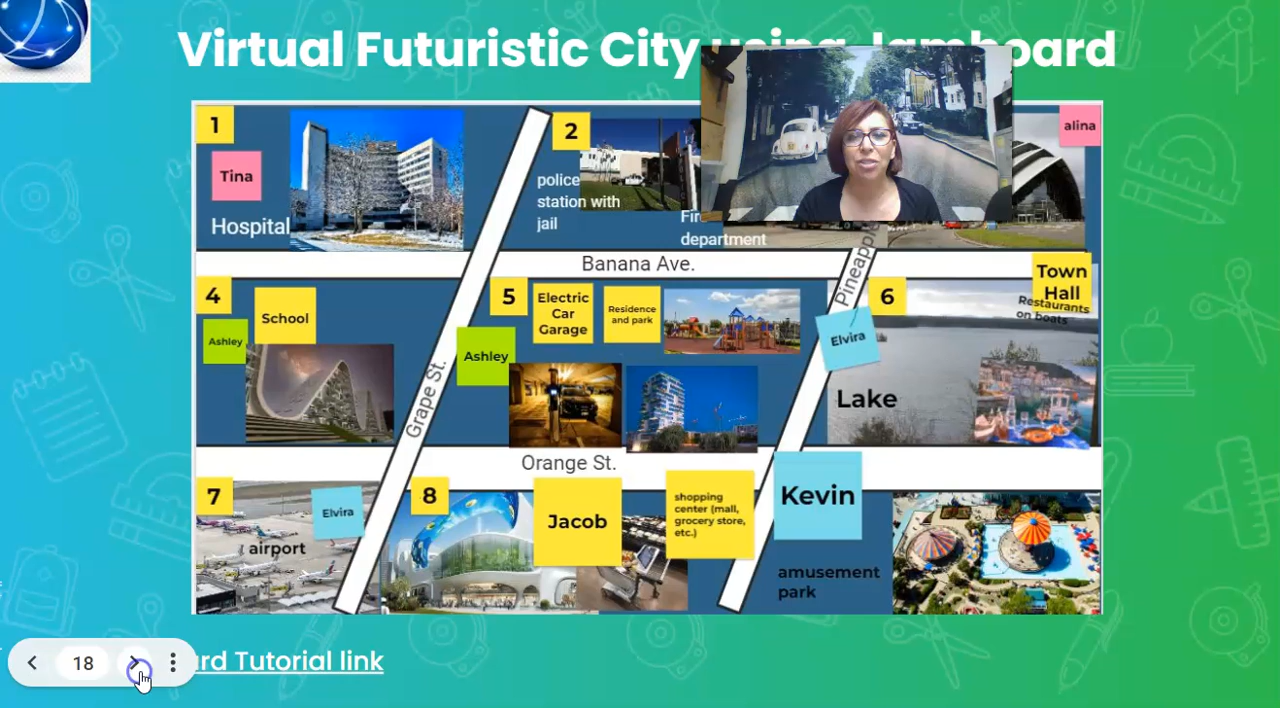 Virtual Futuristic City using Jamboard
1
Tina
Hospital
2
police
station with
jail
department
alina
Banana Ave.
Pineapple
4
School
Ashley
Grape St.
5
Electric
Car
Garage
Residence
and park
Ashley
6
Town
Hall
Restaurants
on boats
Elvira
Lake
Orange St.
7
Elvira
airport
8
Jacob
shopping
center (mall,
grocery store,
etc.)
Kevin
amusement
park
18
Tutorial link